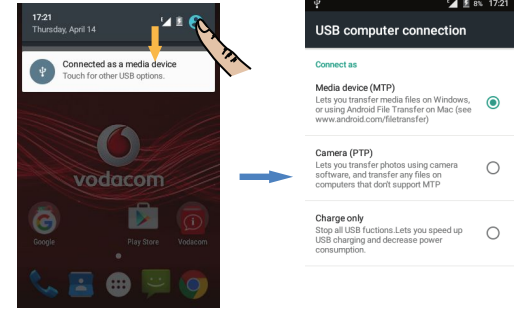 17:21
Thursday, April 14
Connected as a media device
Touch for other USB options.
vodacom
Google
Play Store
Vodacom
8% 17:21
USB computer connection
Connect as
Media device (MTP)
Lets you transfer media files on Windows,
or using Android File Transfer on Mac (see
www.android.com/filetransfer)
Camera (PTP)
Lets you transfer photos using camera
software, and transfer any files on
computers that don't support MTP
Charge only
Stop all USB fuctions.Lets you speed up
USB charging and decrease power
consumption.